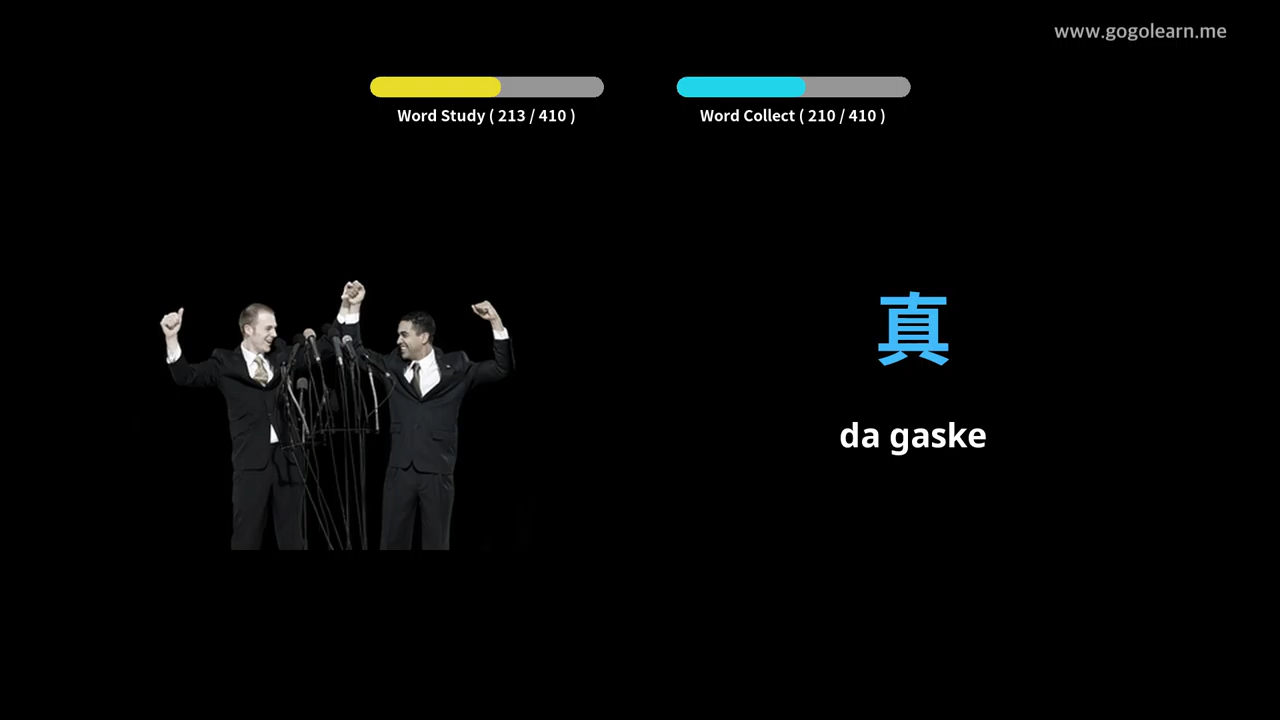 www.gogolearn.me
Word Study ( 213 / 410 )
Word Collect ( 210 / 410 )
真
da gaske